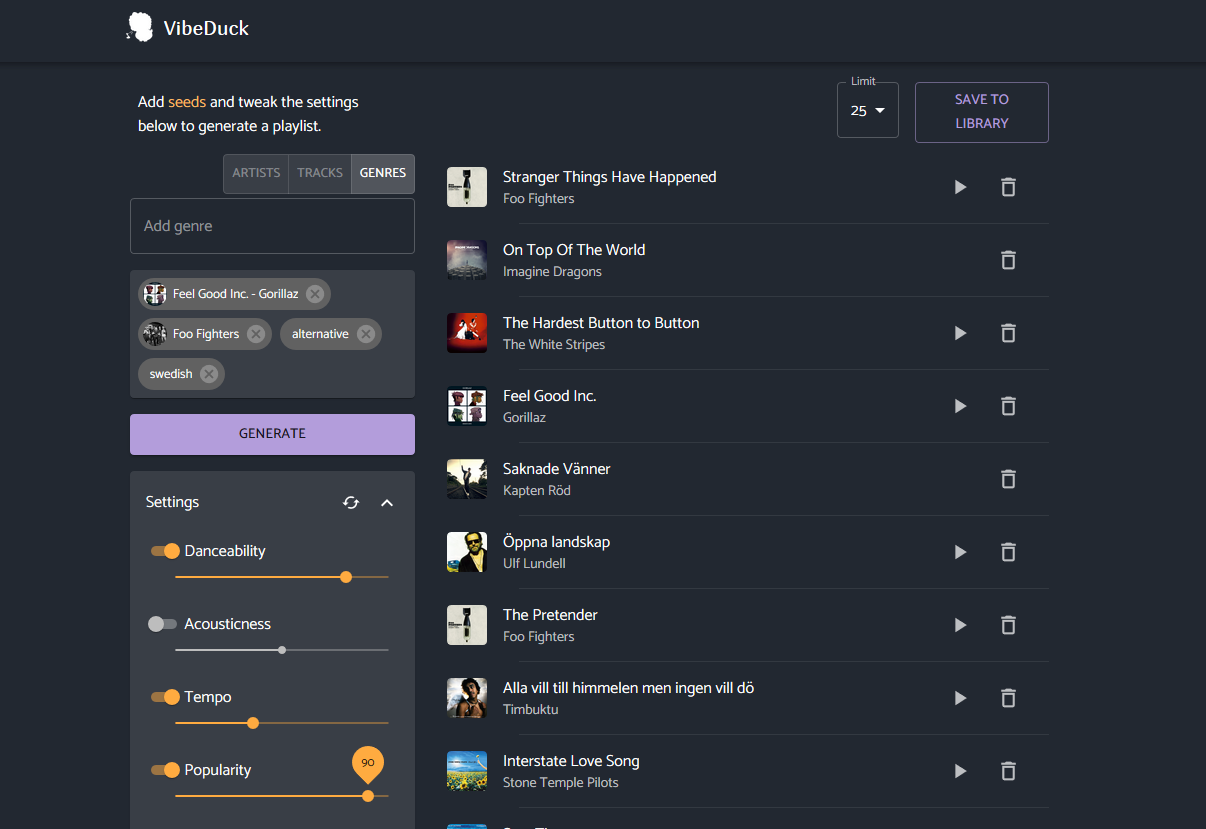 VibeDuck
Add seeds and tweak the settings
below to generate a playlist.
Limit
25
SAVE TO
LIBRARY
ARTISTS
TRACKS
GENRES
Add genre
Feel Good Inc. - Gorillaz
Foo Fighters
alternative
swedish
GENERATE
Settings
Danceability
Acousticness
Tempo
Popularity
90
Stranger Things Have Happened
Foo Fighters
On Top Of The World
Imagine Dragons
The Hardest Button to Button
The White Stripes
Feel Good Inc.
Gorillaz
Saknade Vänner
Kapten Röd
Öppna landskap
Ulf Lundell
The Pretender
Foo Fighters
Alla vill till himmelen men ingen vill dö
Timbuktu
Interstate Love Song
Stone Temple Pilots